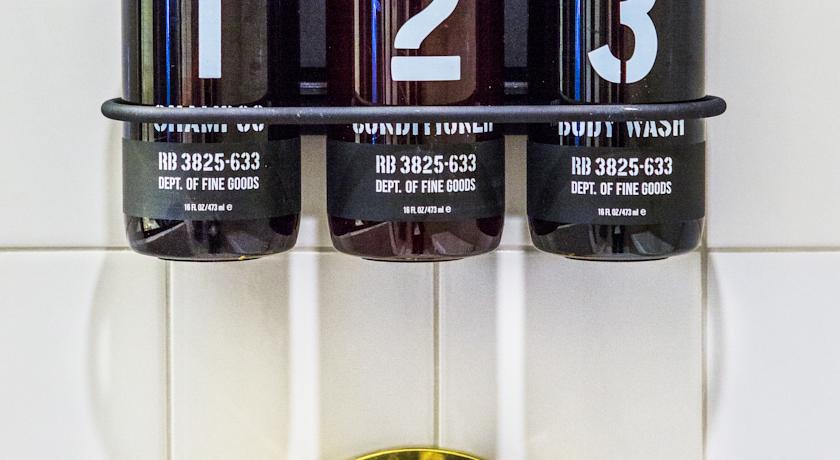 1
SHAMPOO
RB 3825-633
DEPT. OF FINE GOODS
16 FL OZ/473 ml e
2
CONDITIONER
RB 3825-633
DEPT. OF FINE GOODS
16 FL OZ/473 ml e
3
BODY WASH
RB 3825-633
DEPT. OF FINE GOODS
16 FL OZ/473 ml e